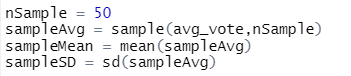 nSample = 50
sampleAvg = sample(avg_vote,nSample)
sampleMean = mean(sampleAvg)
sampleSD = sd(sampleAvg)